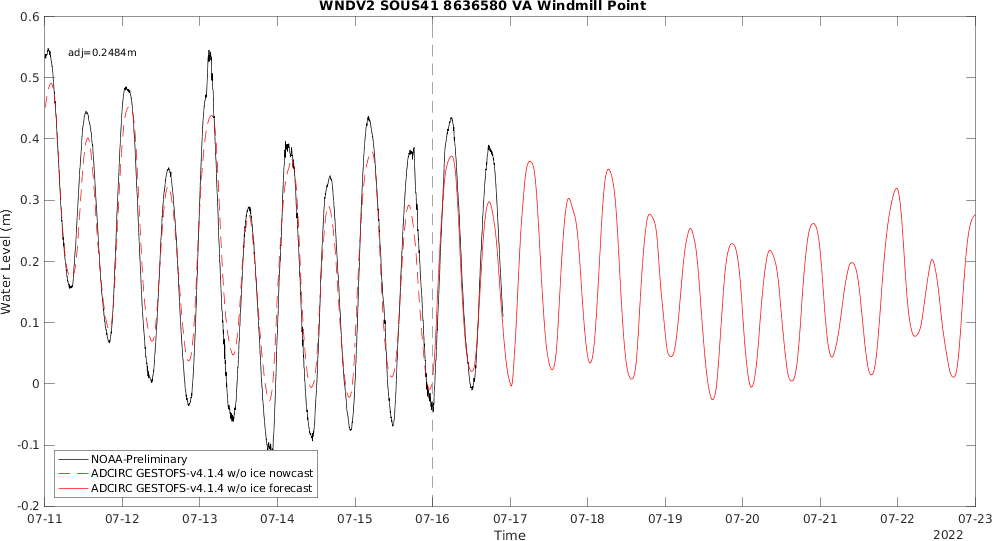 WNDV2 SOUS41 8636580 VA Windmill Point
adj=0.2484m
Water Level (m)
0.6
0.5
0.4
0.3
0.2
0.1
0
-0.1
-0.2
NOAA-Preliminary
ADCIRC GESTOFS-v4.1.4 w/o ice nowcast
ADCIRC GESTOFS-v4.1.4 w/o ice forecast
07-11 07-12 07-13 07-14 07-15 07-16 07-17 07-18 07-19 07-20 07-21 07-22 07-23
Time
2022